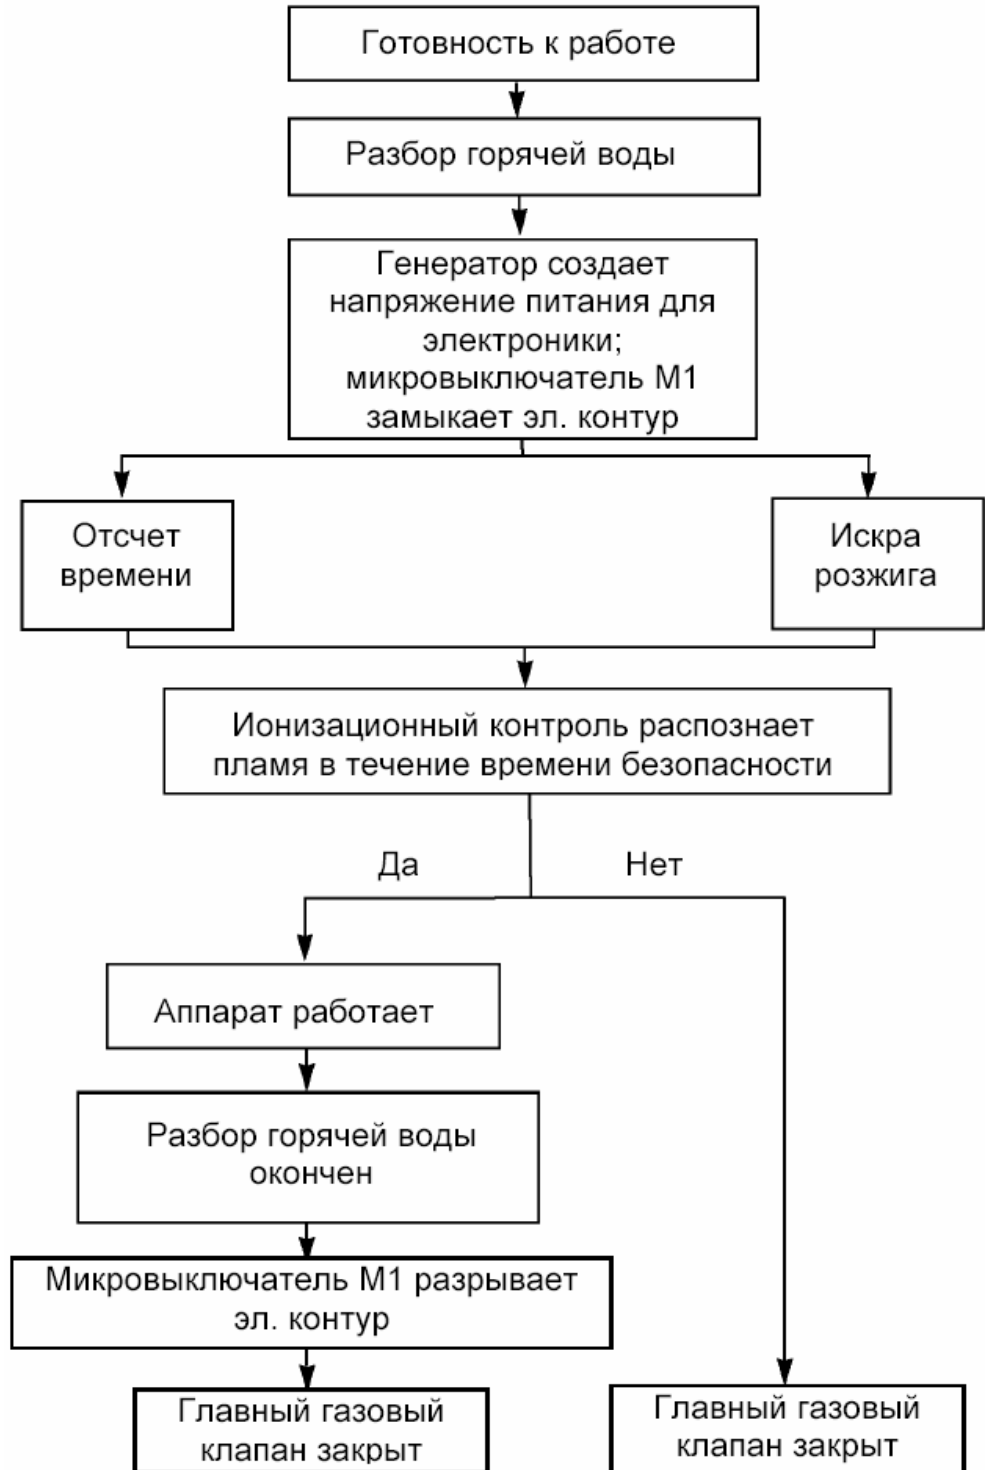 Готовность к работе
Разбор горячей воды
Генератор создает
напряжение питания для
электроники;
микровыключатель М1
замыкает эл. контур
Отсчет
времени
Искра
розжига
Ионизационный контроль распознает
пламя в течение времени безопасности
Да
Нет
Аппарат работает
Разбор горячей воды
окончен
Микровыключатель М1 разрывает
эл. контур
Главный газовый
клапан закрыт
Главный газовый
клапан закрыт